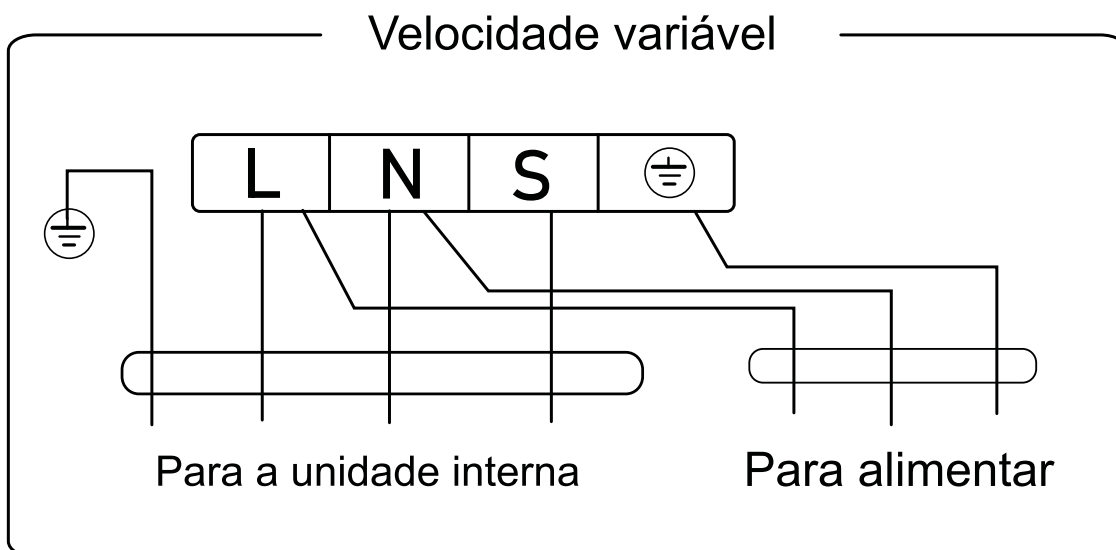 Velocidade variável
L N S
Para a unidade interna
Para alimentar